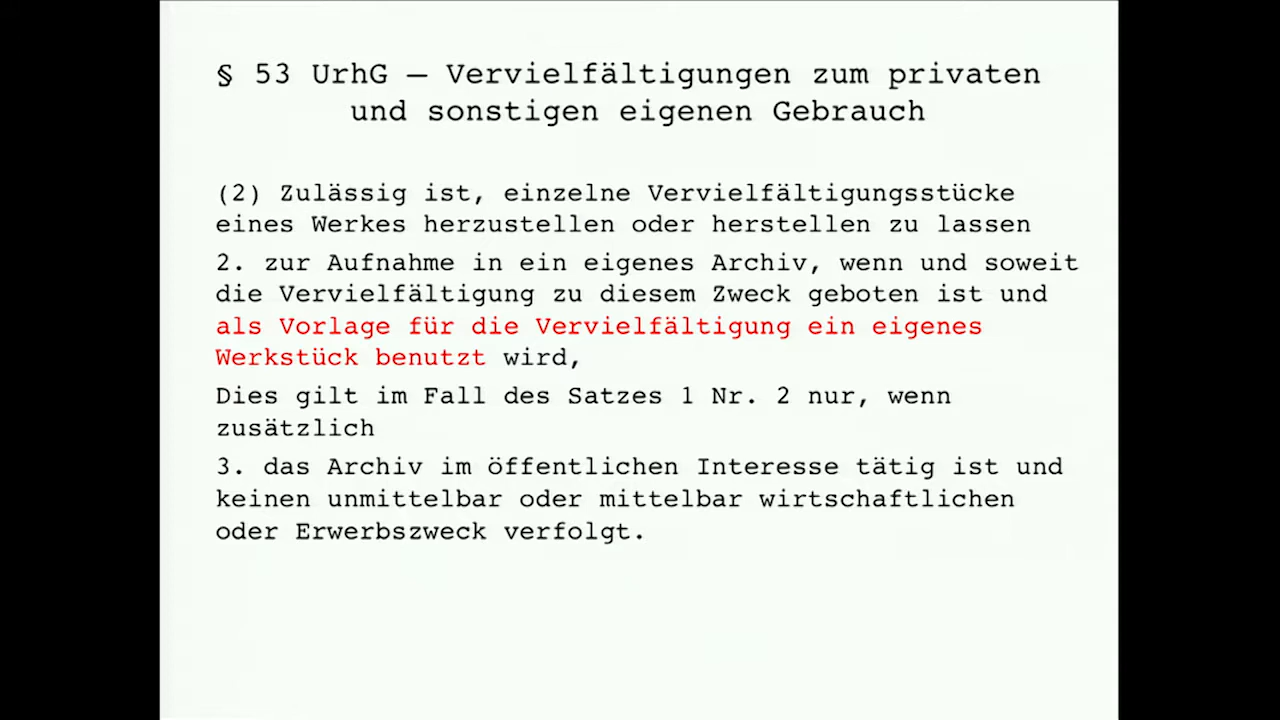 § 53 UrhG – Vervielfältigungen zum privaten
und sonstigen eigenen Gebrauch
(2) Zulässig ist, einzelne Vervielfältigungsstücke
eines Werkes herzustellen oder herstellen zu lassen
2. zur Aufnahme in ein eigenes Archiv, wenn und soweit
die Vervielfältigung zu diesem Zweck geboten ist und
als Vorlage für die Vervielfältigung ein eigenes
Werkstück benutzt wird,
Dies gilt im Fall des Satzes 1 Nr. 2 nur, wenn
zusätzlich
3. das Archiv im öffentlichen Interesse tätig ist und
keinen unmittelbar oder mittelbar wirtschaftlichen
oder Erwerbszweck verfolgt.